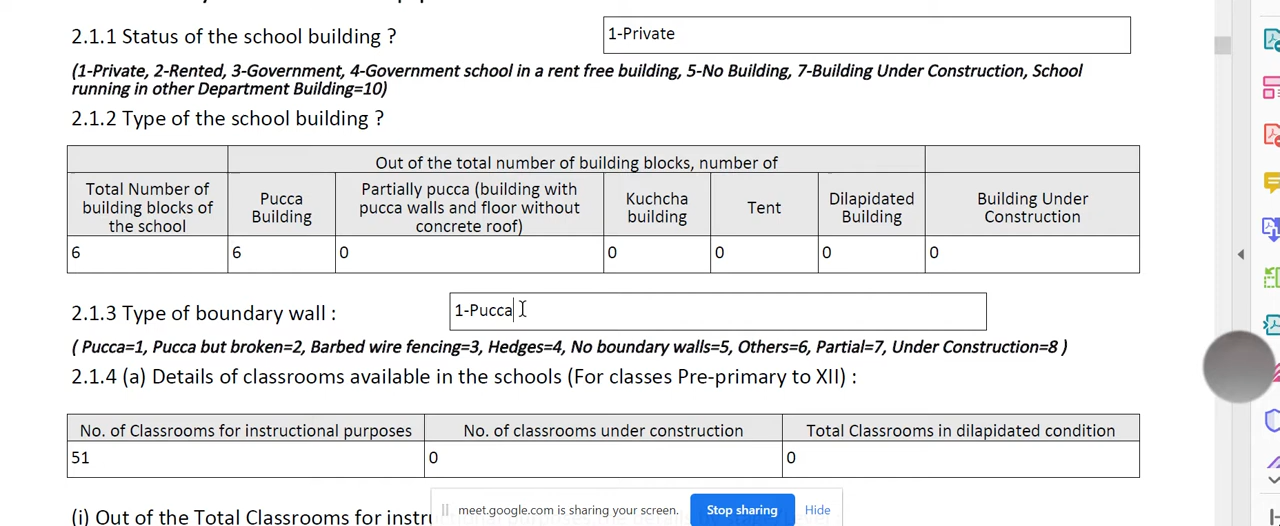 2.1.1 Status of the school building ?
1-Private
(1-Private, 2-Rented, 3-Government, 4-Government school in a rent free building, 5-No Building, 7-Building Under Construction, School
running in other Department Building=10)
2.1.2 Type of the school building ?
Out of the total number of building blocks, number of
Total Number of
building blocks of
the school
Pucca
Building
Partially pucca (building with
pucca walls and floor without
concrete roof)
Kuchcha
building
Tent
Dilapidated
Building
Building Under
Construction
6
6
0
0
0
0
0
2.1.3 Type of boundary wall :
1-Pucca
( Pucca=1, Pucca but broken=2, Barbed wire fencing=3, Hedges=4, No boundary walls=5, Others=6, Partial=7, Under Construction=8 )
2.1.4 (a) Details of classrooms available in the schools (For classes Pre-primary to XII) :
No. of Classrooms for instructional purposes
No. of classrooms under construction
Total Classrooms in dilapidated condition
51
0
0
meet.google.com is sharing your screen.
Stop sharing
Hide
(i) Out of the Total Classrooms for